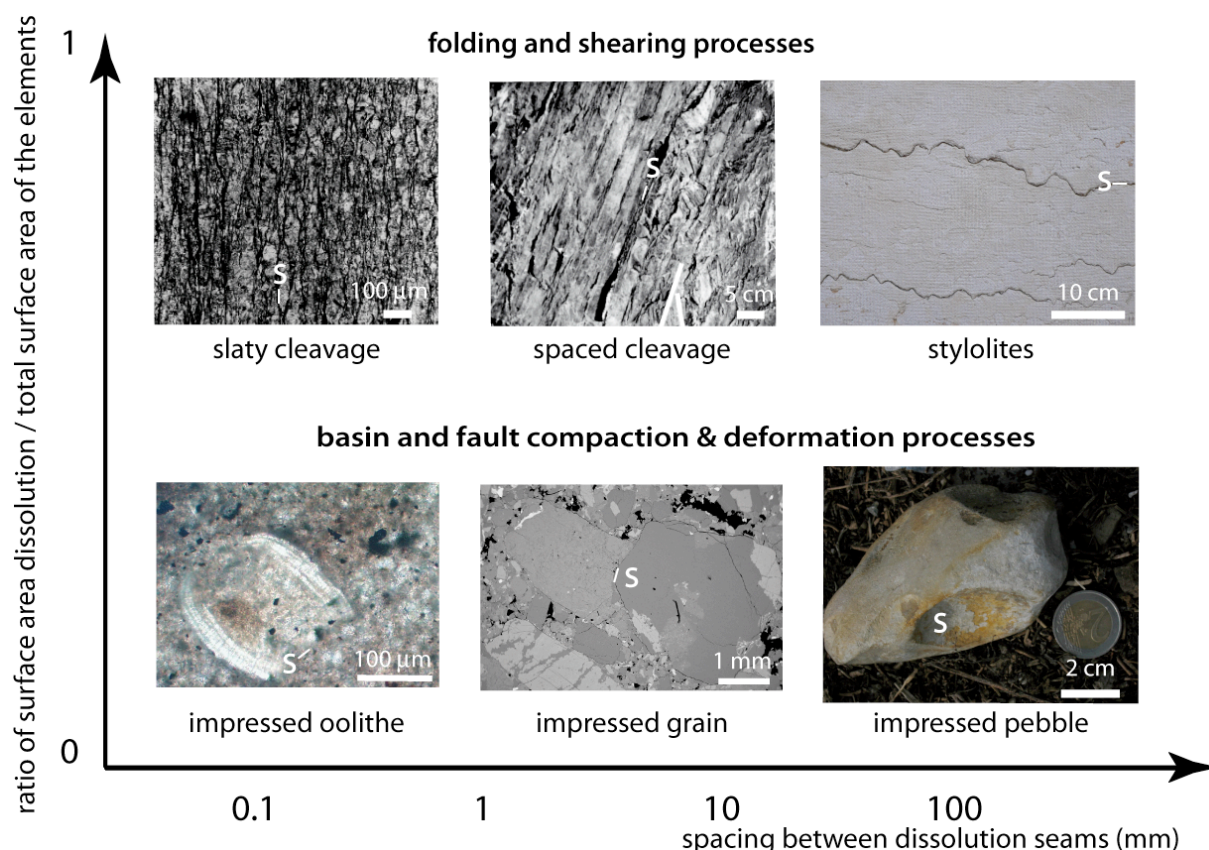 ratio of surface area dissolution / total surface area of the elements
1
folding and shearing processes
S
100 µm
slaty cleavage
S
5 cm
spaced cleavage
S
10 cm
stylolites
basin and fault compaction & deformation processes
S
100 µm
impressed oolithe
S
1 mm
impressed grain
S
2 cm
impressed pebble
0
0.1
1
10
100
spacing between dissolution seams (mm)